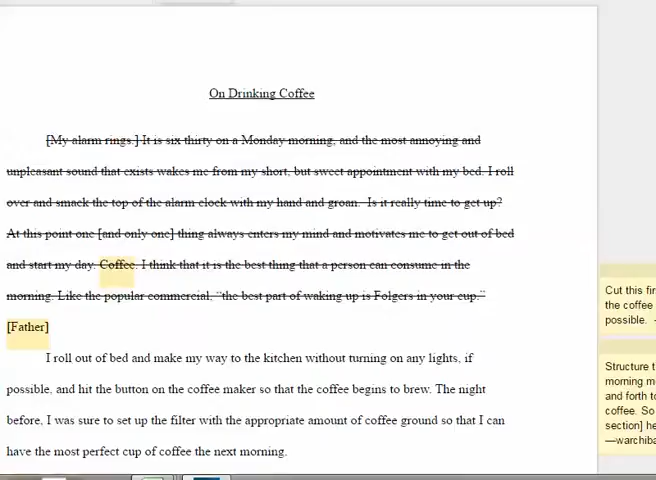 On Drinking Coffee
[My alarm rings.] It is six thirty on a Monday morning, and the most annoying and
unpleasant sound that exists wakes me from my short, but sweet appointment with my bed. I roll
over and smack the top of the alarm clock with my hand and groan.  Is it really time to get up?
At this point one [and only one] thing always enters my mind and motivates me to get out of bed
and start my day. Coffee. I think that it is the best thing that a person can consume in the
morning. Like the popular commercial, “the best part of waking up is Folgers in your cup.”
[Father]
I roll out of bed and make my way to the kitchen without turning on any lights, if
possible, and hit the button on the coffee maker so that the coffee begins to brew. The night
before, I was sure to set up the filter with the appropriate amount of coffee ground so that I can
have the most perfect cup of coffee the next morning.
Cut this
the coffee
possible.
Structure
morning
and forth
coffee. So
section]